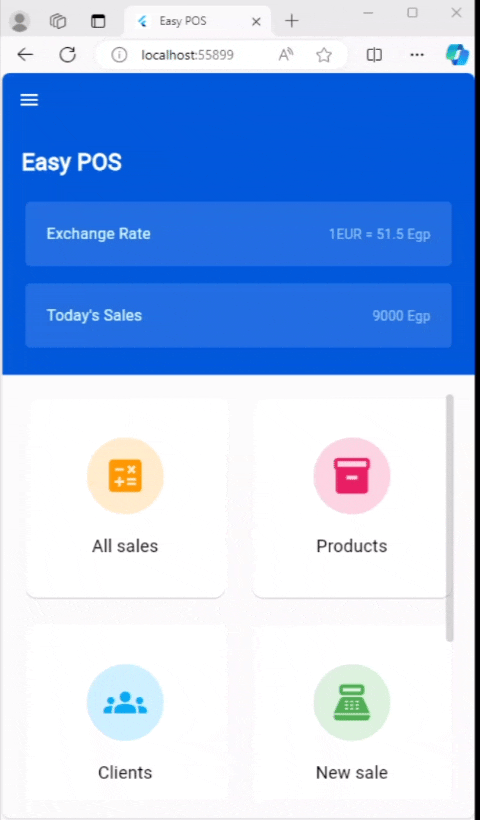 Easy POS
localhost:55899
Easy POS
Exchange Rate 1EUR = 51.5 Egp
Today's Sales 9000 Egp
All sales Products
Clients New sale